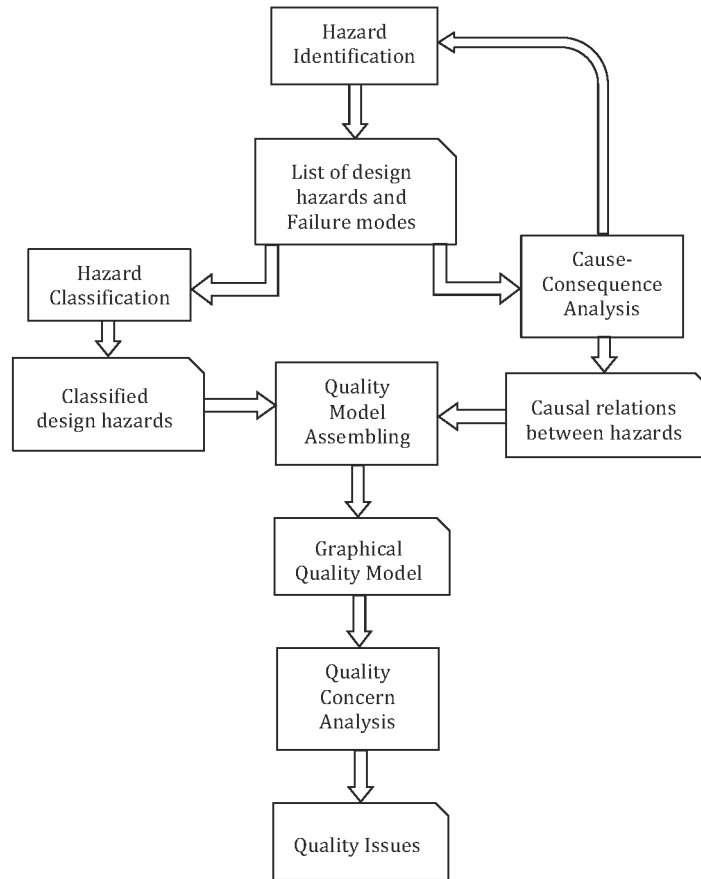 Hazard
Identification
List of design
hazards and
Failure modes
Hazard
Classification
Cause-
Consequence
Analysis
Classified
design hazards
Quality
Model
Assembling
Causal relations
between hazards
Graphical
Quality Model
Quality
Concern
Analysis
Quality Issues